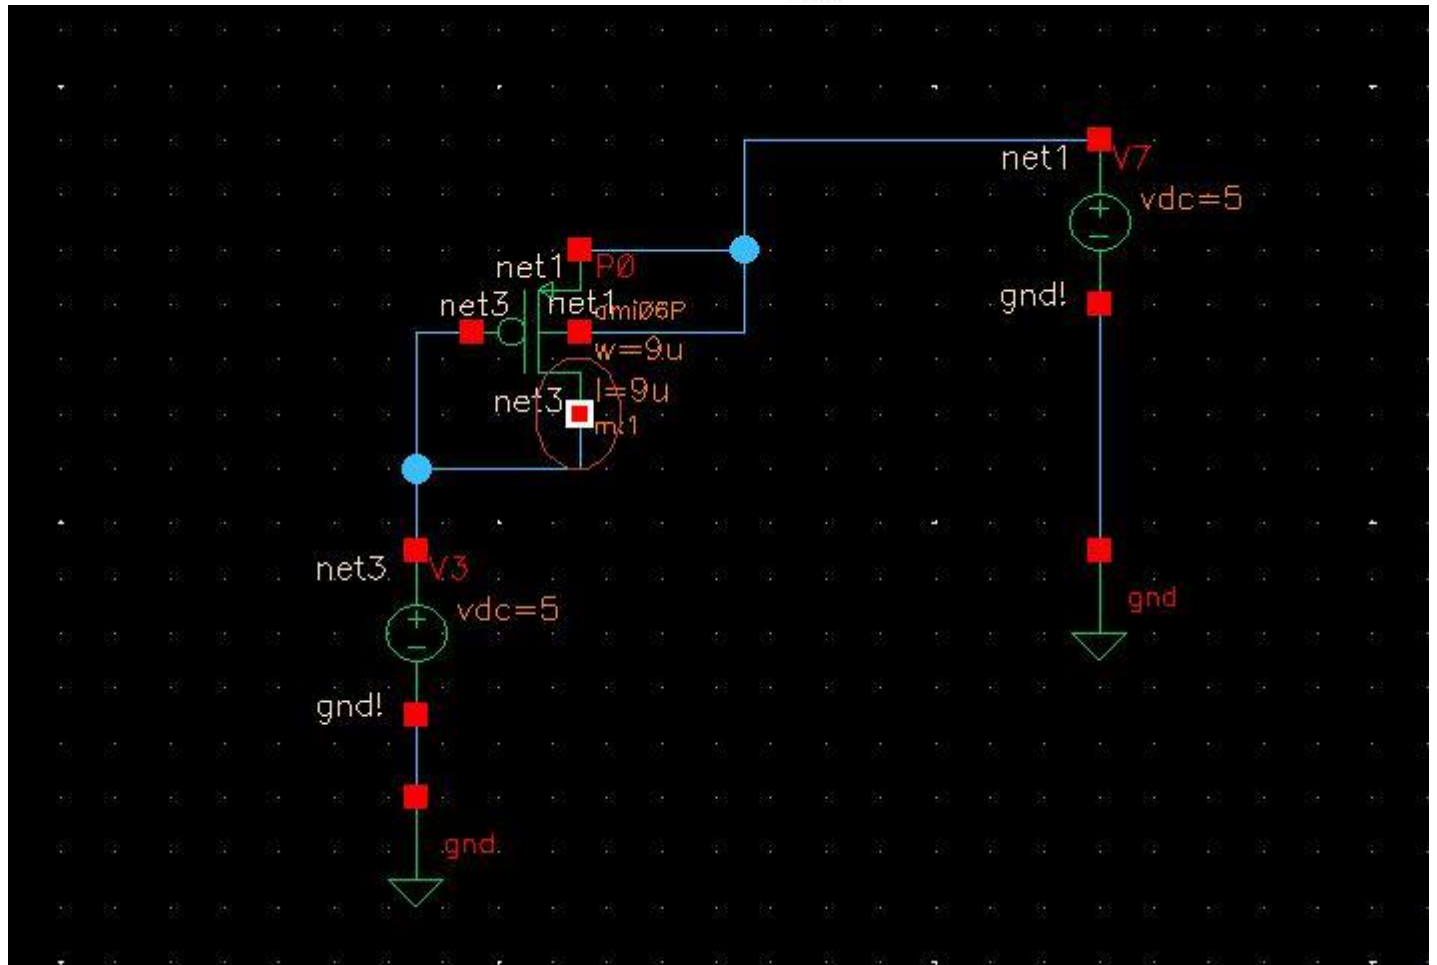 net1 V7
vdc=5
net1 PØ
gnd!
net3 net1
ami06P
w=9u
l=9u
net3
m:1
net3 V3
vdc=5
gnd
gnd!
gnd